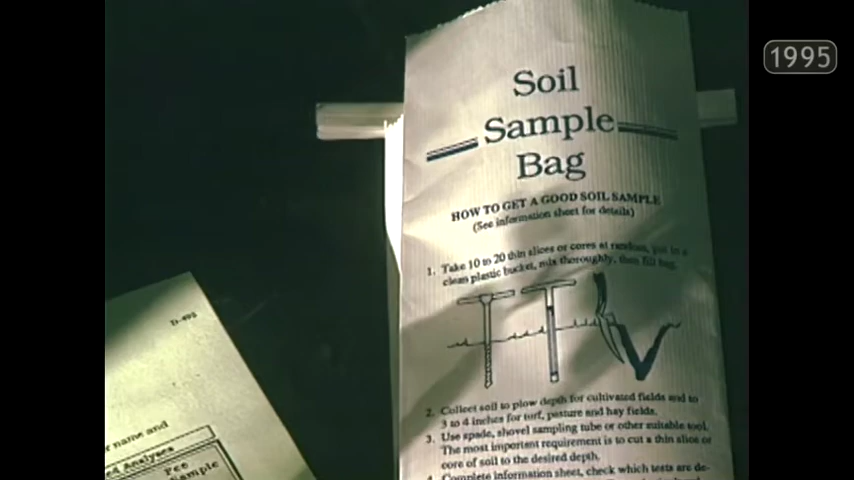 1995
Soil
Sample
Bag
HOW TO GET A GOOD SOIL SAMPLE
(See information sheet for details)
1. Take 10 to 20 thin slices or cores at random, put in a
clean plastic bucket, mix thoroughly, then fill bag.
2. Collect soil to plow depth for cultivated fields and to
3 to 4 inches for turf, pasture and hay fields.
3. Use spade, shovel sampling tube or other suitable tool.
The most important requirement is to cut a thin slice or
core of soil to the desired depth.
4. Complete information sheet, check which tests are de-
D-495
r name and
ed Analyses
Fee
Sample